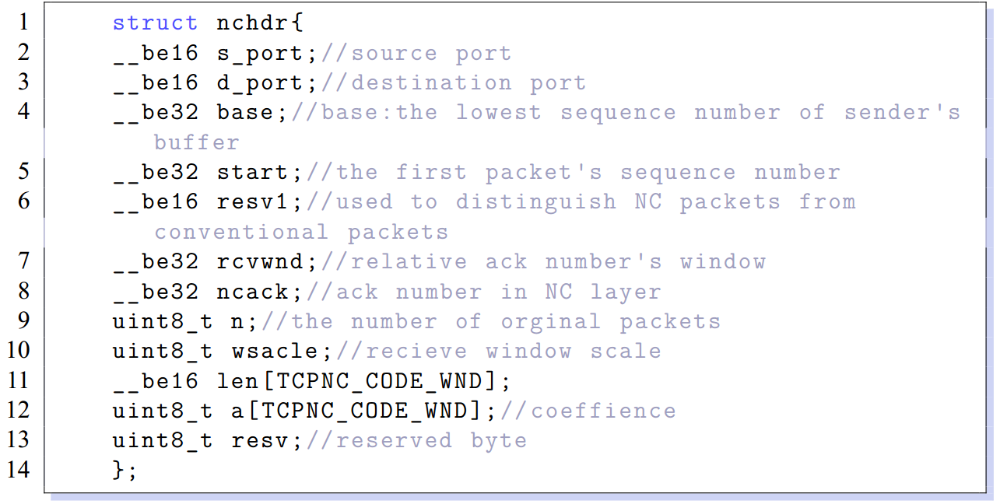 1 struct nchdr{
2 __be16 s_port;//source port
3 __be16 d_port;//destination port
4 __be32 base;//base:the lowest sequence number of sender's
buffer
5 __be32 start;//the first packet's sequence number
6 __be16 resv1;//used to distinguish NC packets from
conventional packets
7 __be32 rcvwnd;//relative ack number's window
8 __be32 ncack;//ack number in NC layer
9 uint8_t n;//the number of orginal packets
10 uint8_t wsacle;//recieve window scale
11 __be16 len[TCPNC_CODE_WND];
12 uint8_t a[TCPNC_CODE_WND];//coeffience
13 uint8_t resv;//reserved byte
14 };